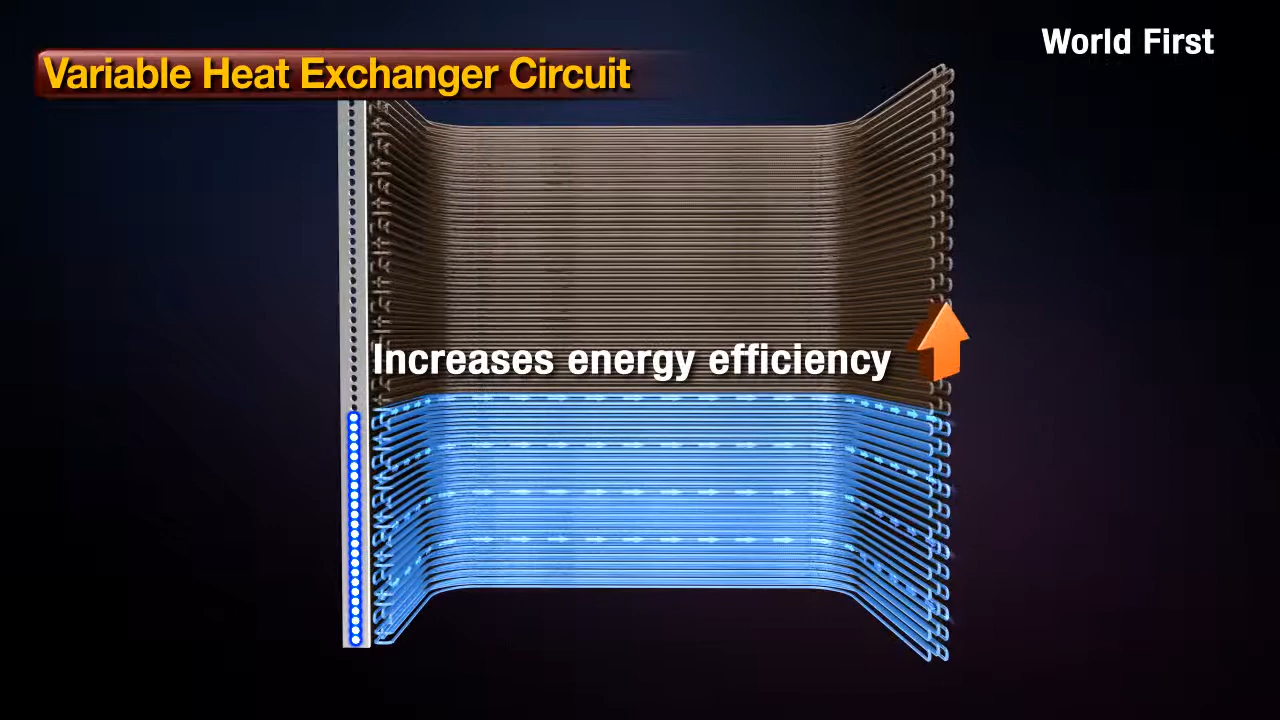 World First
Variable Heat Exchanger Circuit
Increases energy efficiency